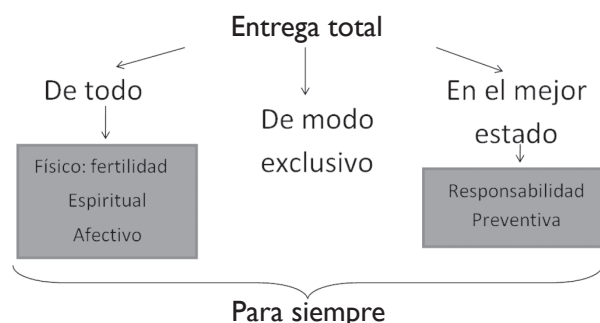 Entrega total
De todo
De modo
exclusivo
En el mejor
estado
Físico: fertilidad
Espiritual
Afectivo
Responsabilidad
Preventiva
Para siempre